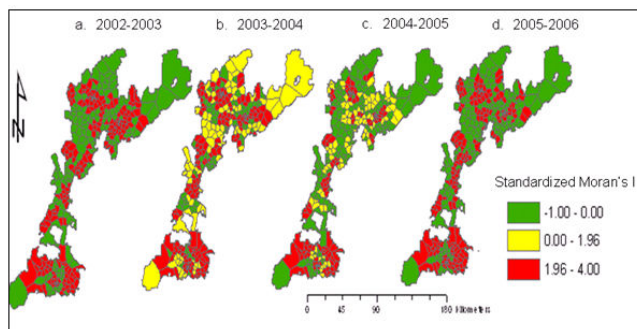 a. 2002-2003
b. 2003-2004
c. 2004-2005
d. 2005-2006
N
Standardized Moran's I
-1.00 - 0.00
0.00 - 1.96
1.96 - 4.00
0 45 90 180 Kilometers